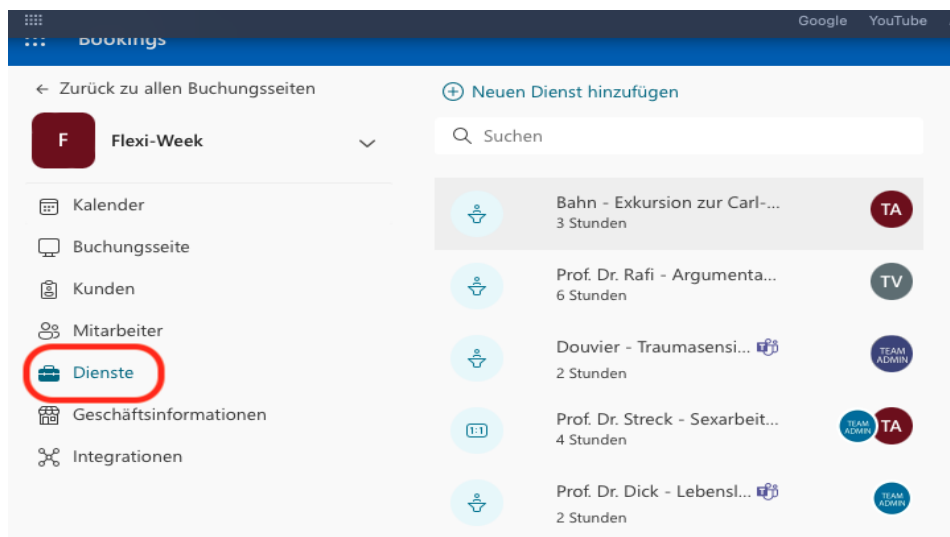 Google YouTube
Bookings
← Zurück zu allen Buchungsseiten
F Flexi-Week
Kalender
Buchungsseite
Kunden
Mitarbeiter
Dienste
Geschäftsinformationen
Integrationen
Neuen Dienst hinzufügen
Suchen
Bahn - Exkursion zur Carl-... TA
3 Stunden
Prof. Dr. Rafi - Argumenta... TV
6 Stunden
Douvier - Traumasensi... TEAM ADMIN
2 Stunden
1:1 Prof. Dr. Streck - Sexarbeit... TEAM ADMIN TA
4 Stunden
Prof. Dr. Dick - Lebensl... TEAM ADMIN
2 Stunden